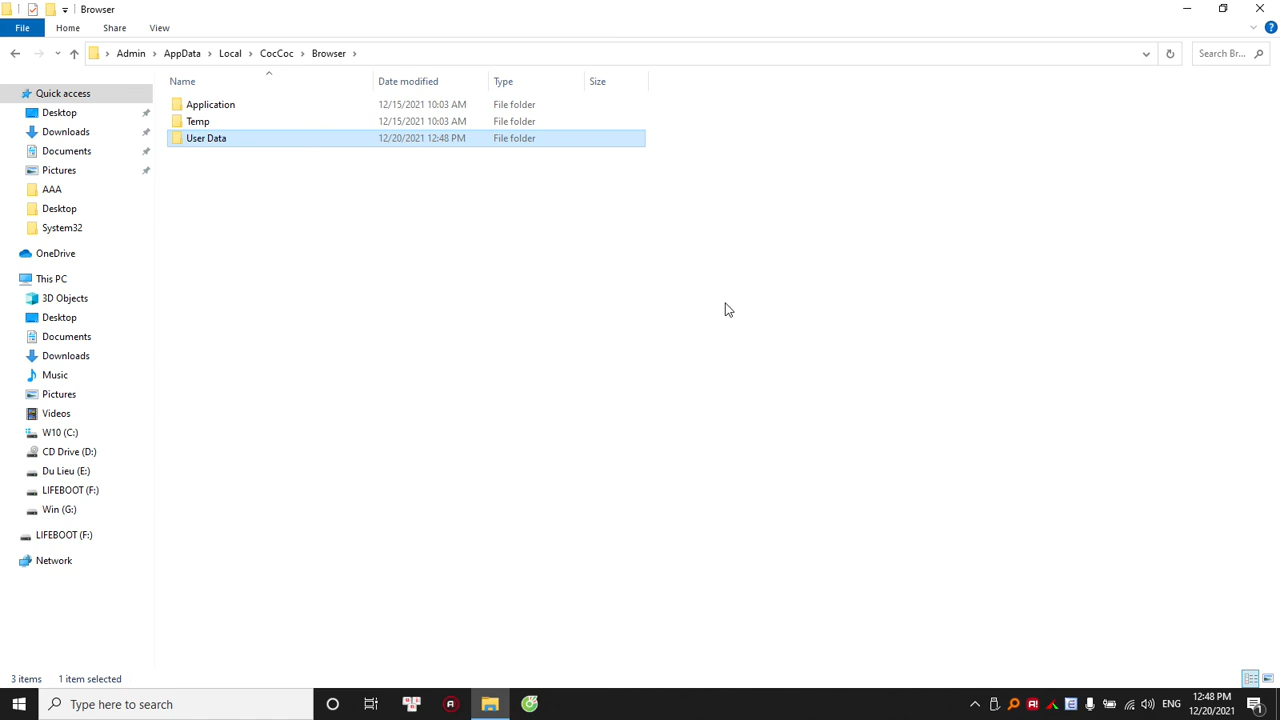 Browser
File Home Share View
Admin AppData Local CocCoc Browser
Search Br...
Name Date modified Type Size
Application 12/15/2021 10:03 AM File folder
Temp 12/15/2021 10:03 AM File folder
User Data 12/20/2021 12:48 PM File folder
Quick access
Desktop
Downloads
Documents
Pictures
AAA
Desktop
System32
OneDrive
This PC
3D Objects
Desktop
Documents
Downloads
Music
Pictures
Videos
W10 (C:)
CD Drive (D:)
Du Lieu (E:)
LIFEBOOT (F:)
Win (G:)
LIFEBOOT (F:)
Network
3 items 1 item selected
Type here to search
ENG
12:48 PM
12/20/2021